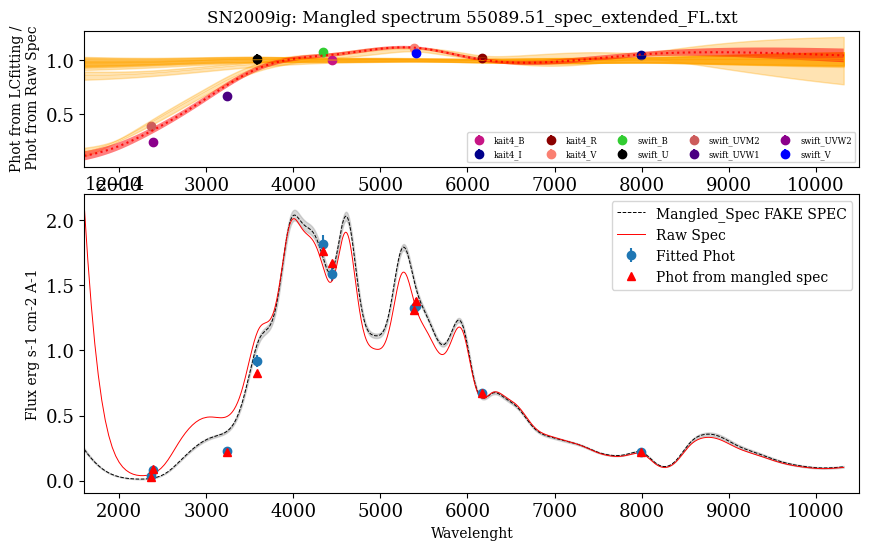 SN2009ig: Mangled spectrum 55089.51_spec_extended_FL.txt
Phot from LCfitting /
Phot from Raw Spec
1.0
0.5
kait4_B kait4_R swift_B swift_UVM2 swift_UVW2
kait4_I kait4_V swift_U swift_UVW1 swift_V
2000 3000 4000 5000 6000 7000 8000 9000 10000
1e−14
Flux erg s-1 cm-2 A-1
2.0
1.5
1.0
0.5
0.0
Mangled_Spec FAKE SPEC
Raw Spec
Fitted Phot
Phot from mangled spec
2000 3000 4000 5000 6000 7000 8000 9000 10000
Wavelenght